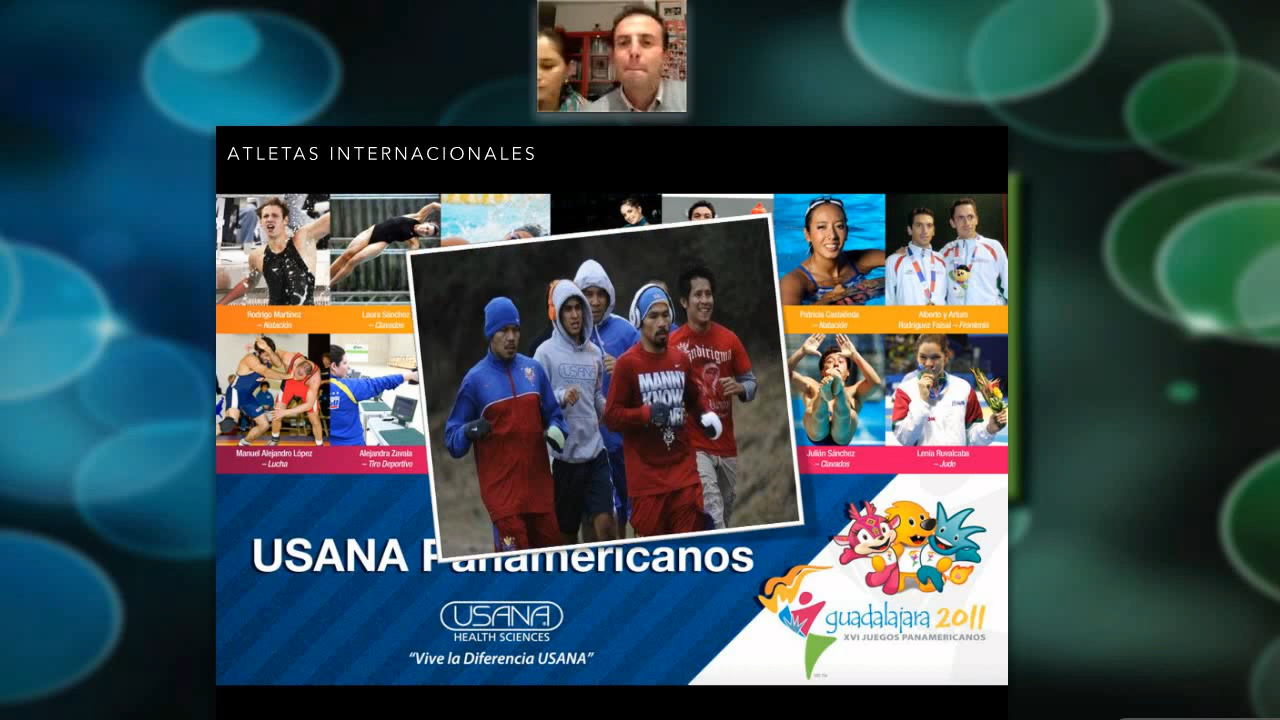 ATLETAS INTERNACIONALES
Rodrigo Martínez
– Natación
Laura Sánchez
– Clavados
Patricia Castañeda
– Natación
Alberto y Arturo
Rodríguez Faisal – Frontenis
USANA
MANNY
KNOWS
Manuel Alejandro López
– Lucha
Alejandra Zavala
– Tiro Deportivo
Julián Sánchez
– Clavados
Lenia Ruvalcaba
– Judo
USANA Panamericanos
USANA
HEALTH SCIENCES
“Vive la Diferencia USANA”
guadalajara 2011
XVI JUEGOS PANAMERICANOS